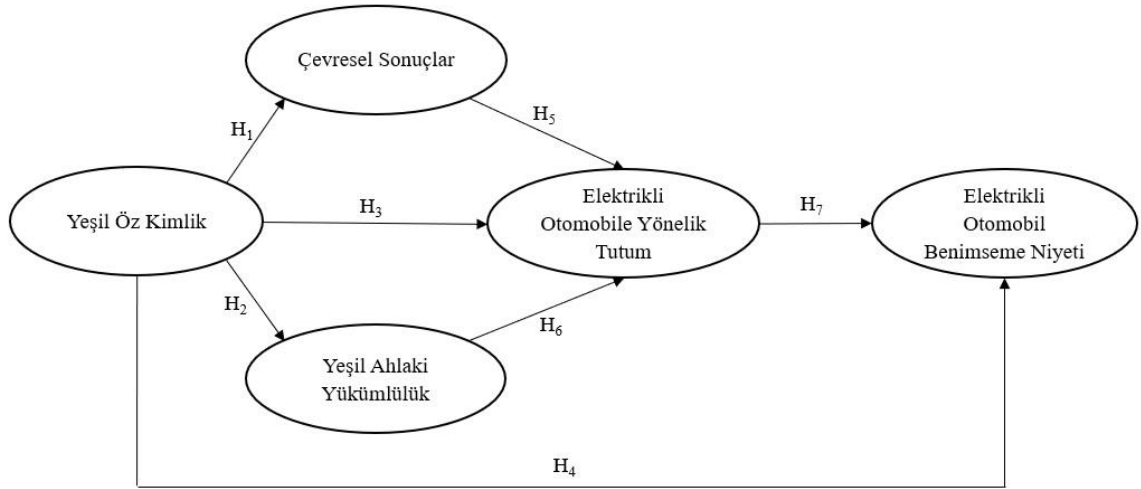 Çevresel Sonuçlar
H₁
H₅
Yeşil Öz Kimlik
H₃
Elektrikli
Otomobile Yönelik
Tutum
H₇
Elektrikli
Otomobil
Benimseme Niyeti
H₂
H₆
Yeşil Ahlaki
Yükümlülük
H₄